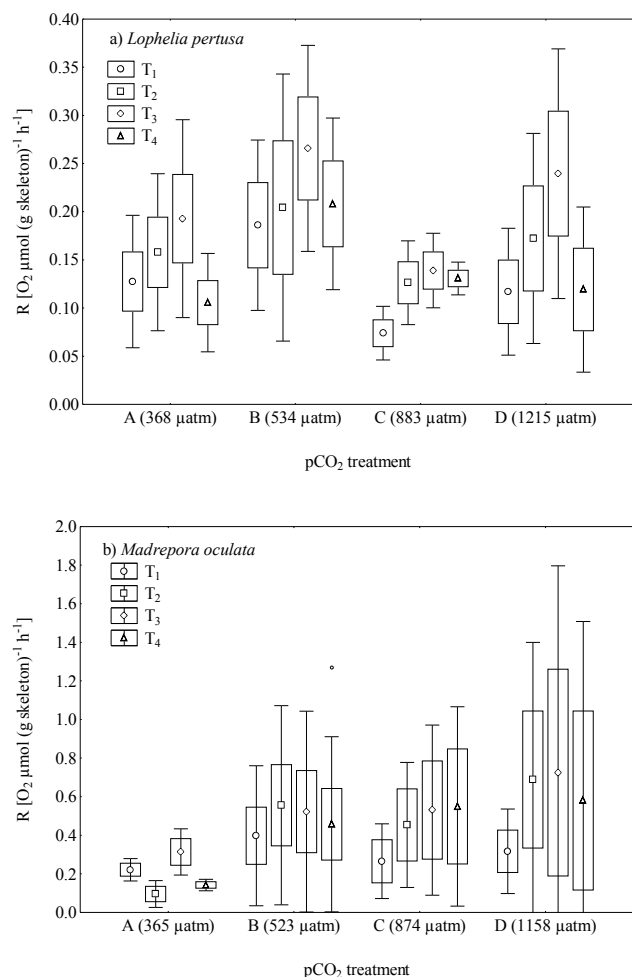 a) Lophelia pertusa
T₁
T₂
T₃
T₄
R [O₂ µmol (g skeleton)⁻¹ h⁻¹]
0.40
0.35
0.30
0.25
0.20
0.15
0.10
0.05
0.00
A (368 µatm) B (534 µatm) C (883 µatm) D (1215 µatm)
pCO₂ treatment
b) Madrepora oculata
T₁
T₂
T₃
T₄
R [O₂ µmol (g skeleton)⁻¹ h⁻¹]
2.0
1.8
1.6
1.4
1.2
1.0
0.8
0.6
0.4
0.2
0.0
A (365 µatm) B (523 µatm) C (874 µatm) D (1158 µatm)
pCO₂ treatment